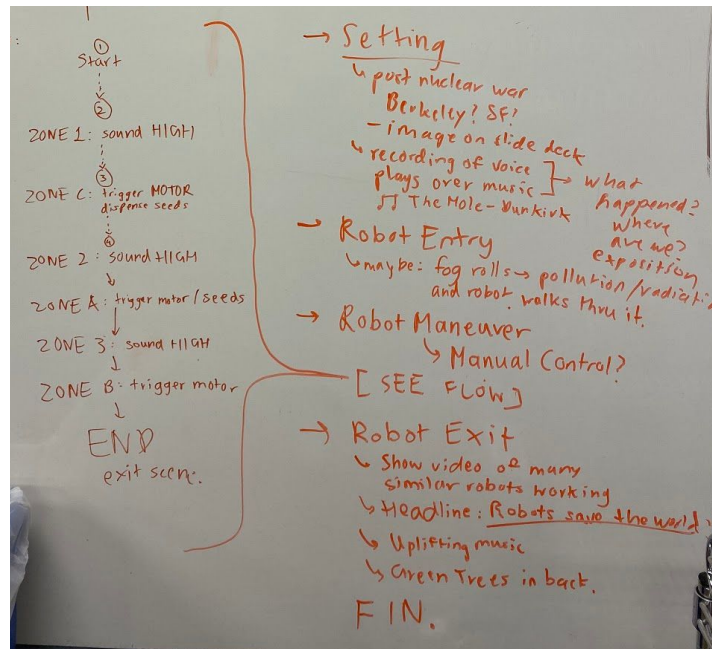 ①
Start
②
ZONE 1: sound HIGH
③
ZONE C: trigger MOTOR
dispense seeds
④
ZONE 2: sound HIGH
ZONE A: trigger motor/seeds
ZONE 3: sound HIGH
ZONE B: trigger motor
END
exit scene.
→ Setting
↳ post nuclear war
Berkeley? SF?
- image on slide deck
↳ recording of voice
plays over music
♫ The Mole - Dunkirk
→ what
happened?
where
are we?
exposition
→ Robot Entry
↳ maybe: fog rolls → pollution/radiation
and robot walks thru it.
→ Robot Maneuver
↳ Manual Control?
[SEE FLOW]
→ Robot Exit
↳ Show video of many
similar robots working
↳ Headline: Robots save the world.
↳ Uplifting music
↳ Green Trees in back.
FIN.